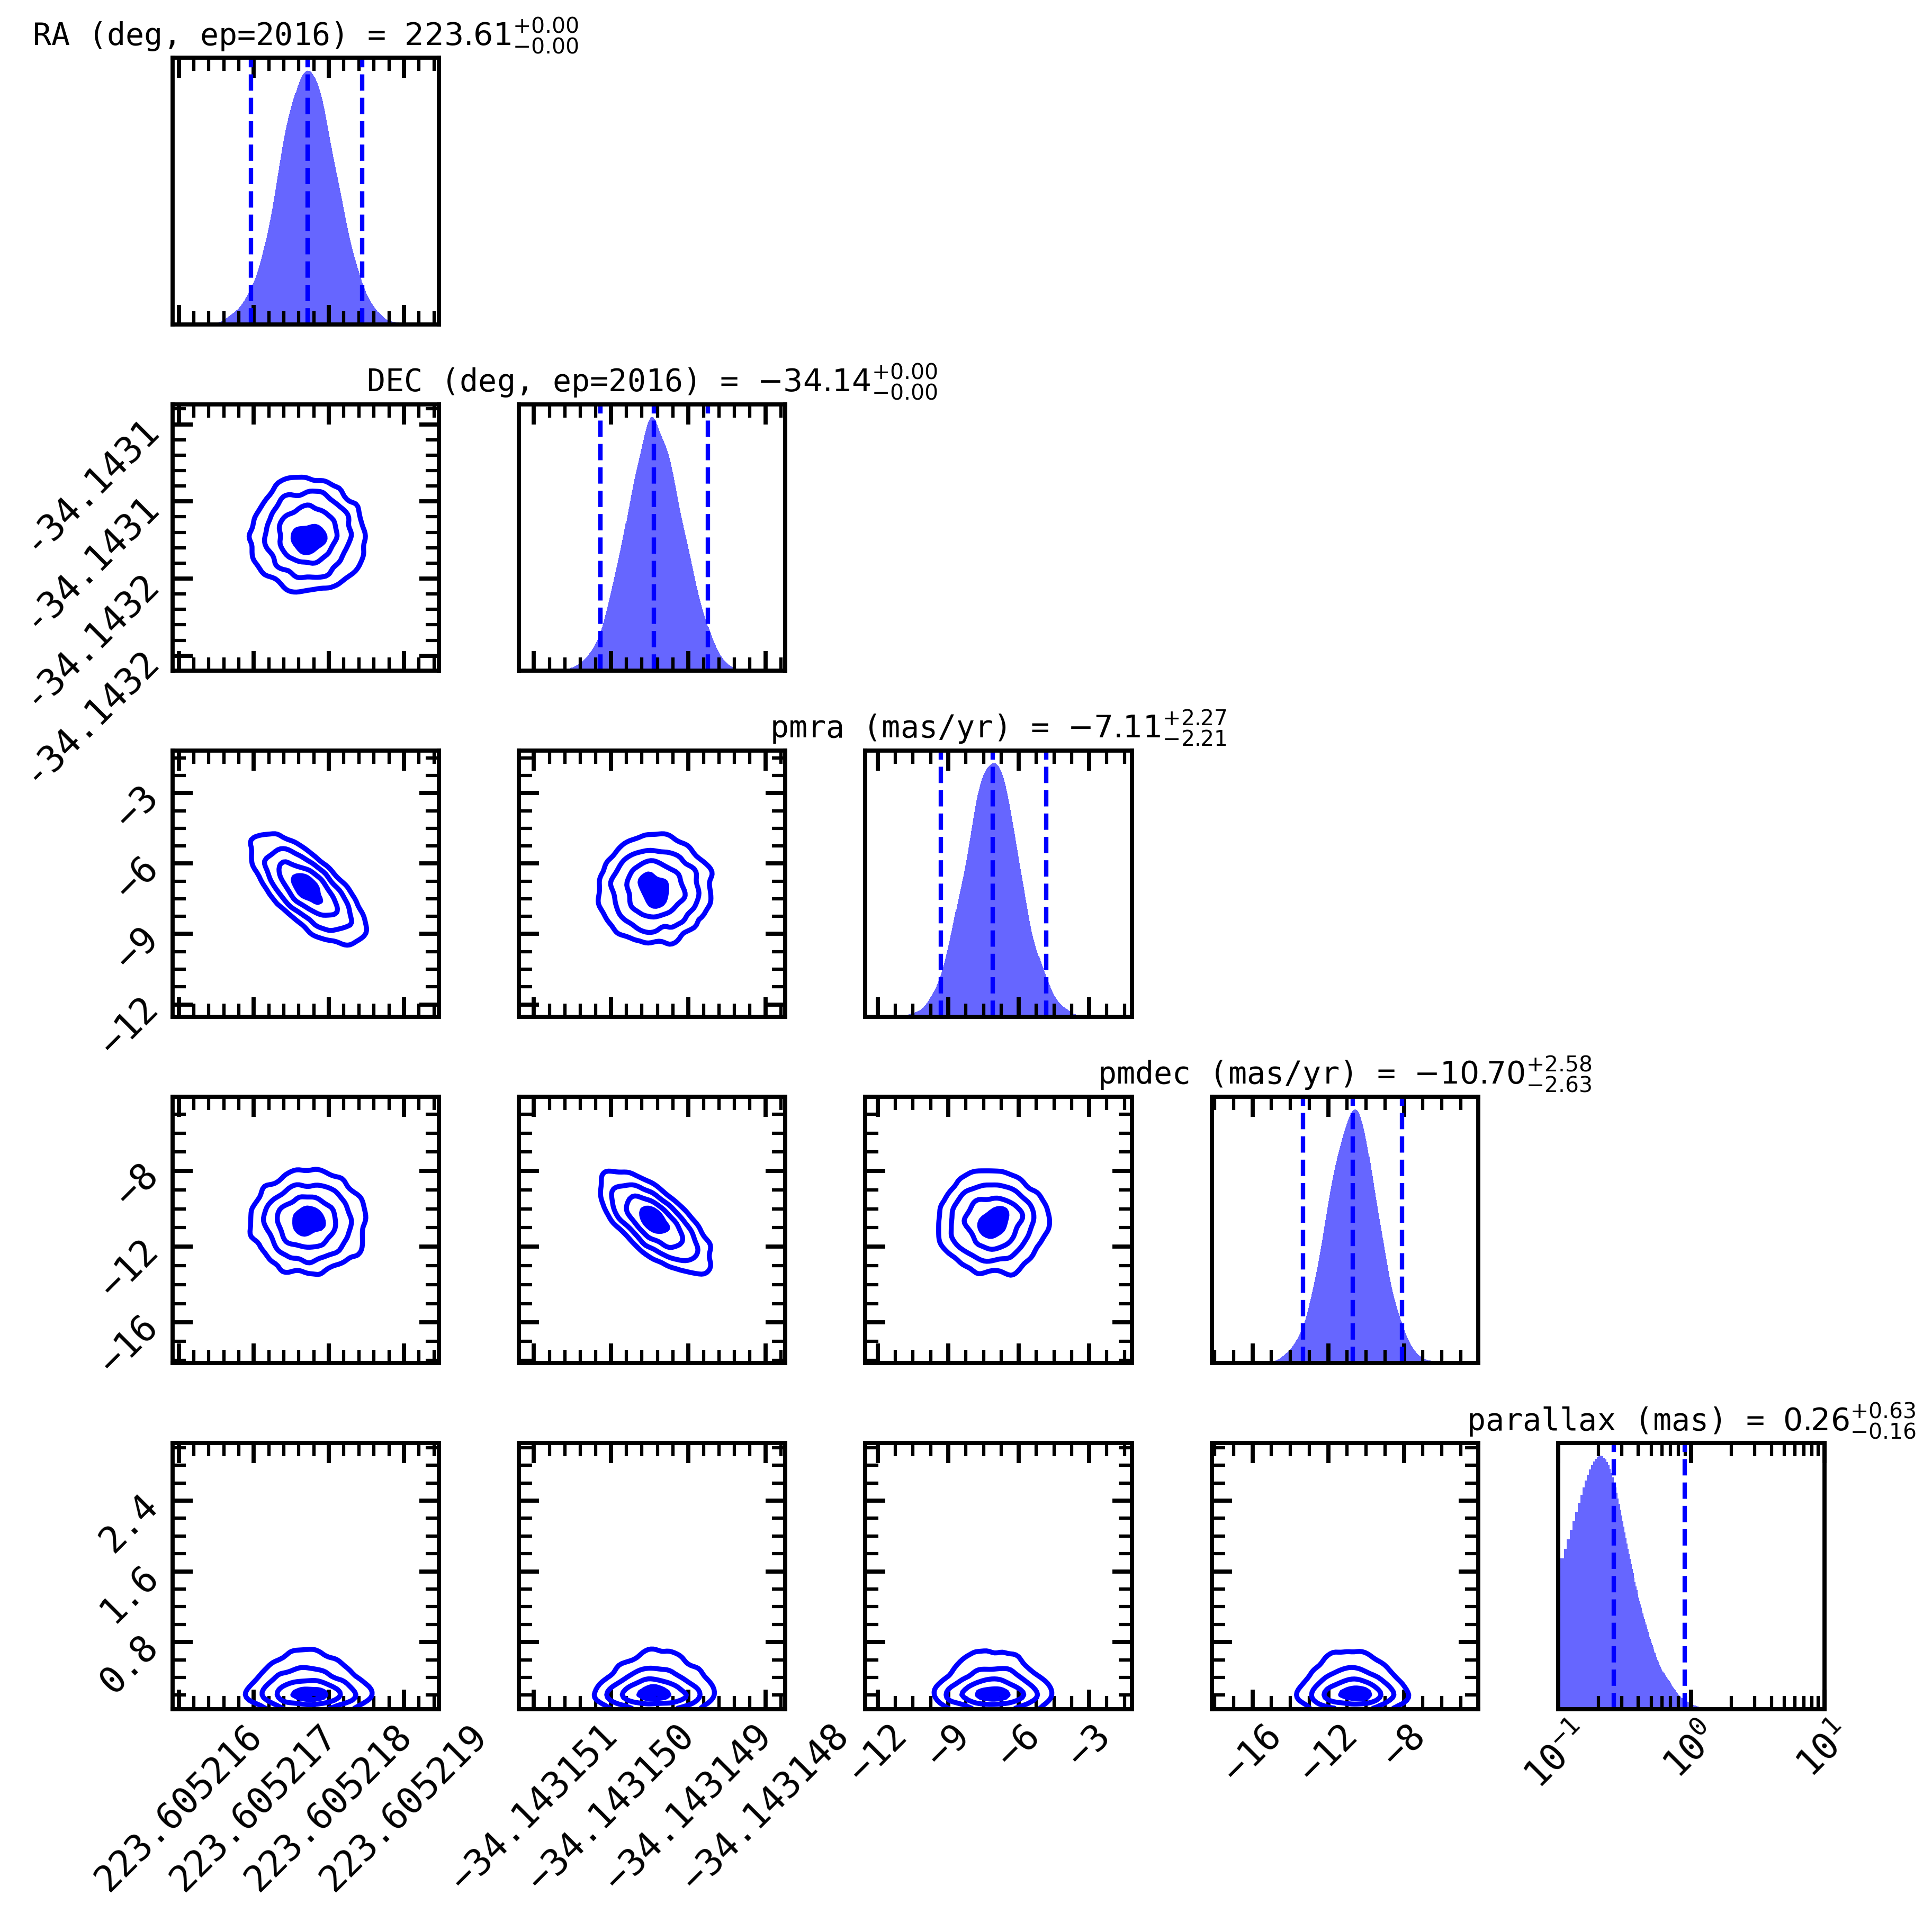 RA (deg, ep=2016) = 223.61 +0.00 −0.00
DEC (deg, ep=2016) = −34.14 +0.00 −0.00
-34.1431
-34.1431
-34.1432
-34.1432
pmra (mas/yr) = −7.11 +2.27 −2.21
−3
−6
−9
−12
pmdec (mas/yr) = −10.70 +2.58 −2.63
−8
−12
−16
parallax (mas) = 0.26 +0.63 −0.16
2.4
1.6
0.8
223.605216 223.605217 223.605218 223.605219
−34.143151 −34.143150 −34.143149 −34.143148
−12 −9 −6 −3
−16 −12 −8
10⁻¹ 10⁰ 10¹